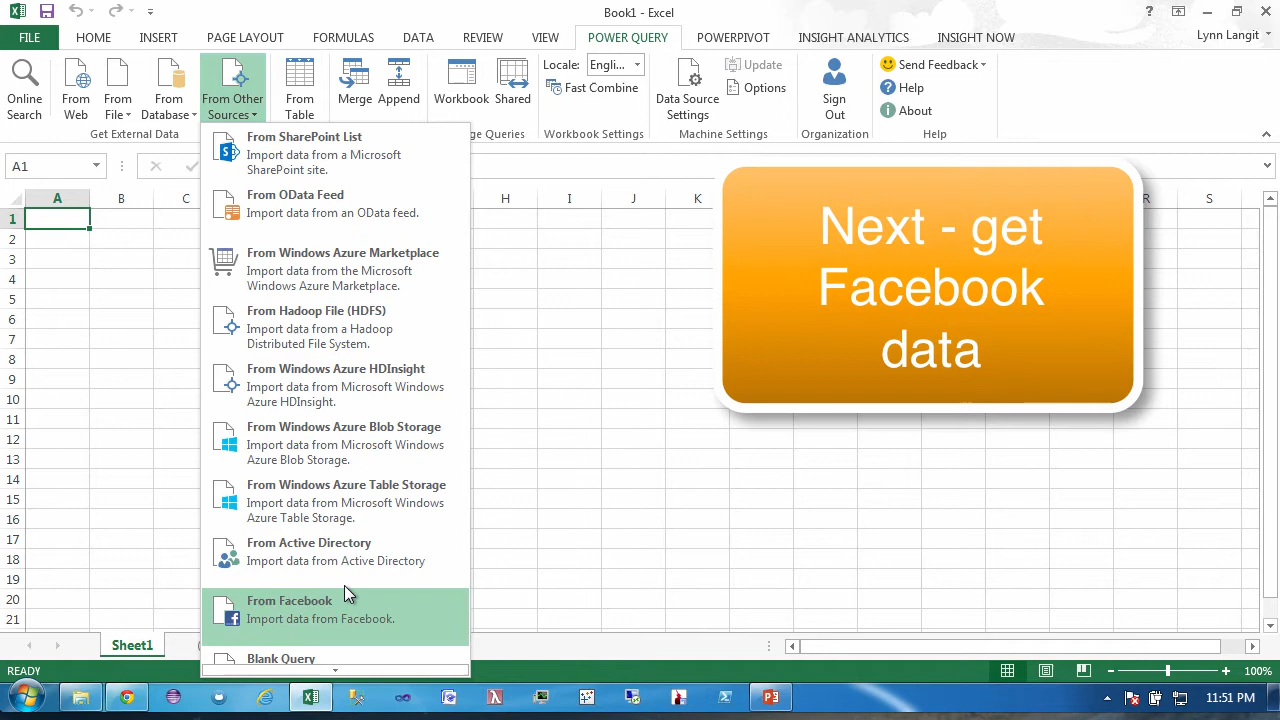 Book1 - Excel
FILE
HOME
INSERT
PAGE LAYOUT
FORMULAS
DATA
REVIEW
VIEW
POWER QUERY
POWERPIVOT
INSIGHT ANALYTICS
INSIGHT NOW
Lynn Langit
Online
Search
From
Web
From
File
From
Database
From Other
Sources
From
Table
Merge
Append
Workbook
Shared
Locale:
Engli...
Fast Combine
Data Source
Settings
Update
Options
Sign
Out
Send Feedback
Help
About
Get External Data
ge Queries
Workbook Settings
Machine Settings
Organization
Help
A1
A
B
C
H
I
J
K
R
S
1
2
3
4
5
6
7
8
9
10
11
12
13
14
15
16
17
18
19
20
21
From SharePoint List
Import data from a Microsoft
SharePoint site.
From OData Feed
Import data from an OData feed.
From Windows Azure Marketplace
Import data from the Microsoft
Windows Azure Marketplace.
From Hadoop File (HDFS)
Import data from a Hadoop
Distributed File System.
From Windows Azure HDInsight
Import data from Microsoft Windows
Azure HDInsight.
From Windows Azure Blob Storage
Import data from Microsoft Windows
Azure Blob Storage.
From Windows Azure Table Storage
Import data from Microsoft Windows
Azure Table Storage.
From Active Directory
Import data from Active Directory
From Facebook
Import data from Facebook.
Blank Query
Next - get
Facebook
data
Sheet1
READY
100%
11:51 PM